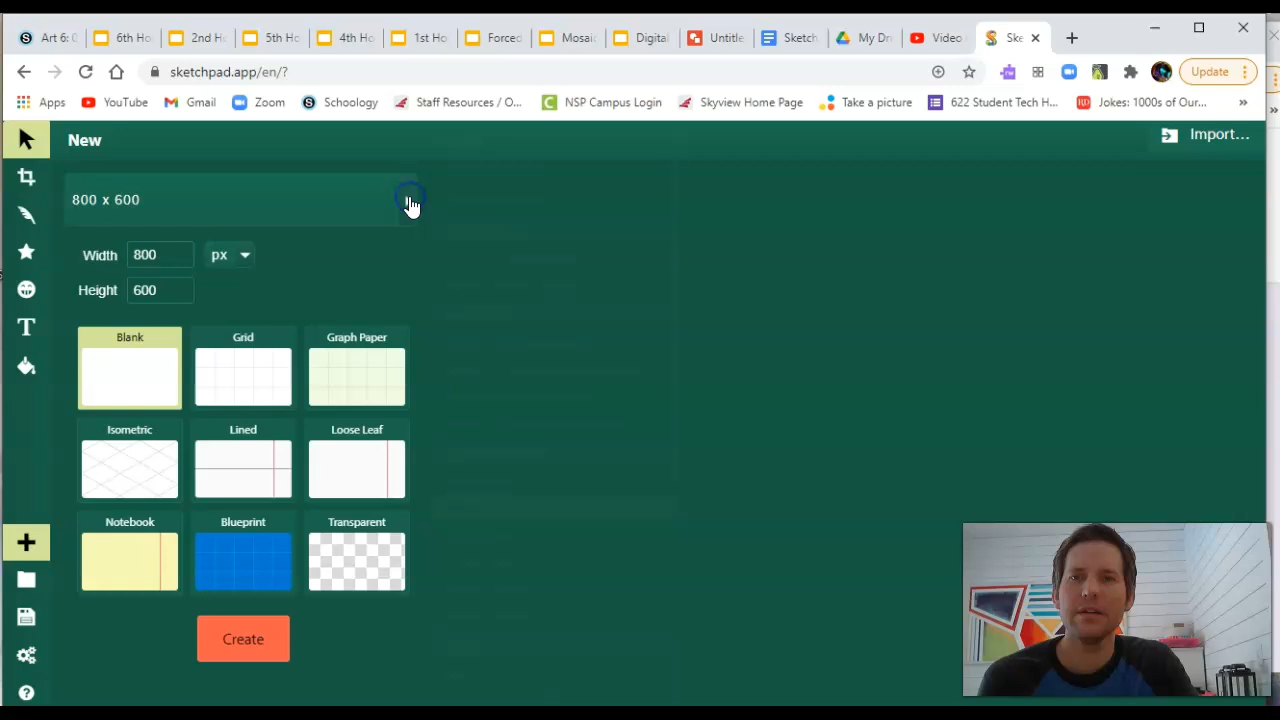 Art 6: 0
6th Ho
2nd Ho
5th Ho
4th Ho
1st Ho
Forced
Mosaic
Digital
Untitle
Sketch
My Dri
Video
Ske
sketchpad.app/en/?
Update
Apps
YouTube
Gmail
Zoom
Schoology
Staff Resources / O...
NSP Campus Login
Skyview Home Page
Take a picture
622 Student Tech H...
Jokes: 1000s of Our...
New
Import...
800 x 600
Width 800 px
Height 600
Blank
Grid
Graph Paper
Isometric
Lined
Loose Leaf
Notebook
Blueprint
Transparent
Create